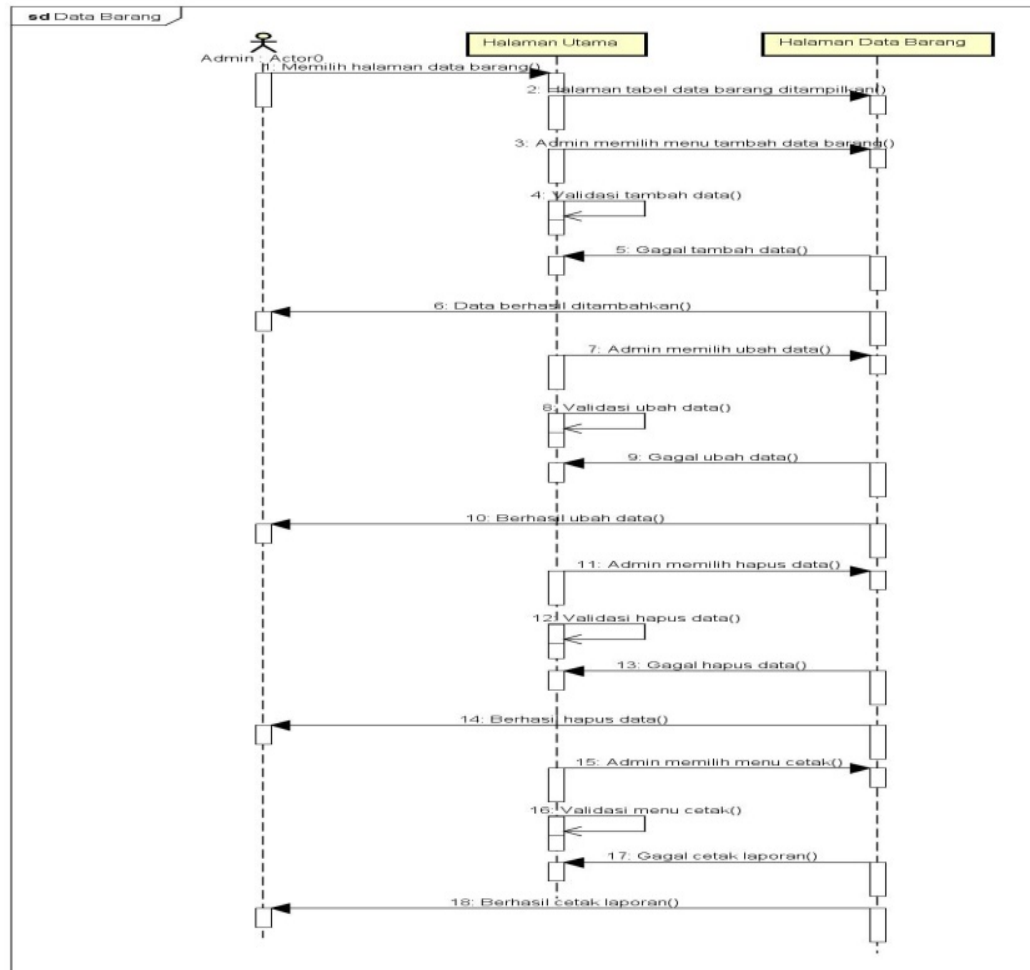 sd Data Barang
Halaman Utama
Halaman Data Barang
Admin : Actor0
1: Memilih halaman data barang()
2: Halaman tabel data barang ditampilkan()
3: Admin memilih menu tambah data barang()
4: Validasi tambah data()
5: Gagal tambah data()
6: Data berhasil ditambahkan()
7: Admin memilih ubah data()
8: Validasi ubah data()
9: Gagal ubah data()
10: Berhasil ubah data()
11: Admin memilih hapus data()
12: Validasi hapus data()
13: Gagal hapus data()
14: Berhasi, hapus data()
15: Admin memilih menu cetak()
16: Validasi menu cetak()
17: Gagal cetak laporan()
18: Berhasil cetak laporan()